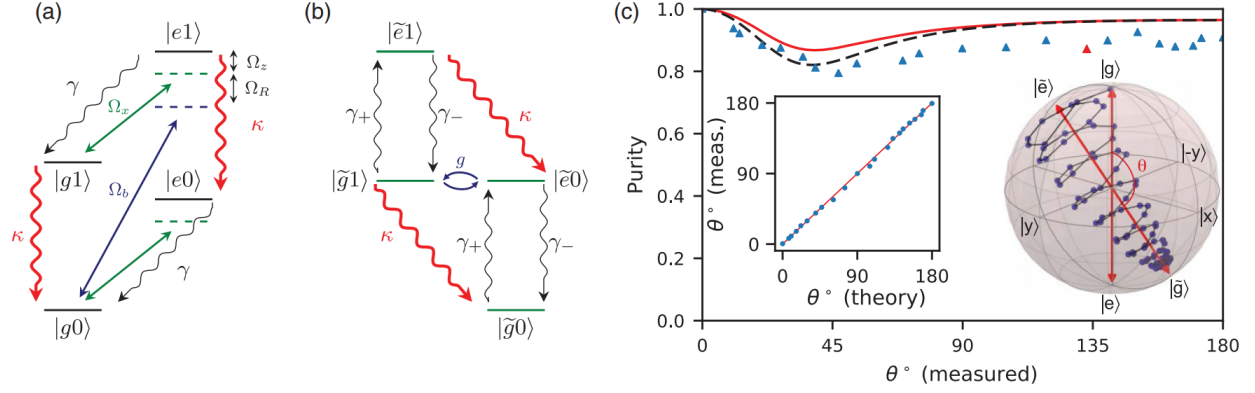 (a)
|e1⟩
Ω_z
Ω_R
γ
Ω_x
κ
|g1⟩
|e0⟩
Ω_b
κ
γ
|g0⟩
(b)
|ẽ1⟩
γ+
γ−
κ
|g̃1⟩
g
|ẽ0⟩
κ
γ+
γ−
|g̃0⟩
(c)
1.0
0.8
0.6
0.4
0.2
0.0
Purity
0
45
90
135
180
θ° (measured)
180
90
0
θ° (meas.)
0
90
180
θ° (theory)
|g⟩
|ẽ⟩
|-y⟩
θ
|y⟩
|x⟩
|e⟩
|g̃⟩